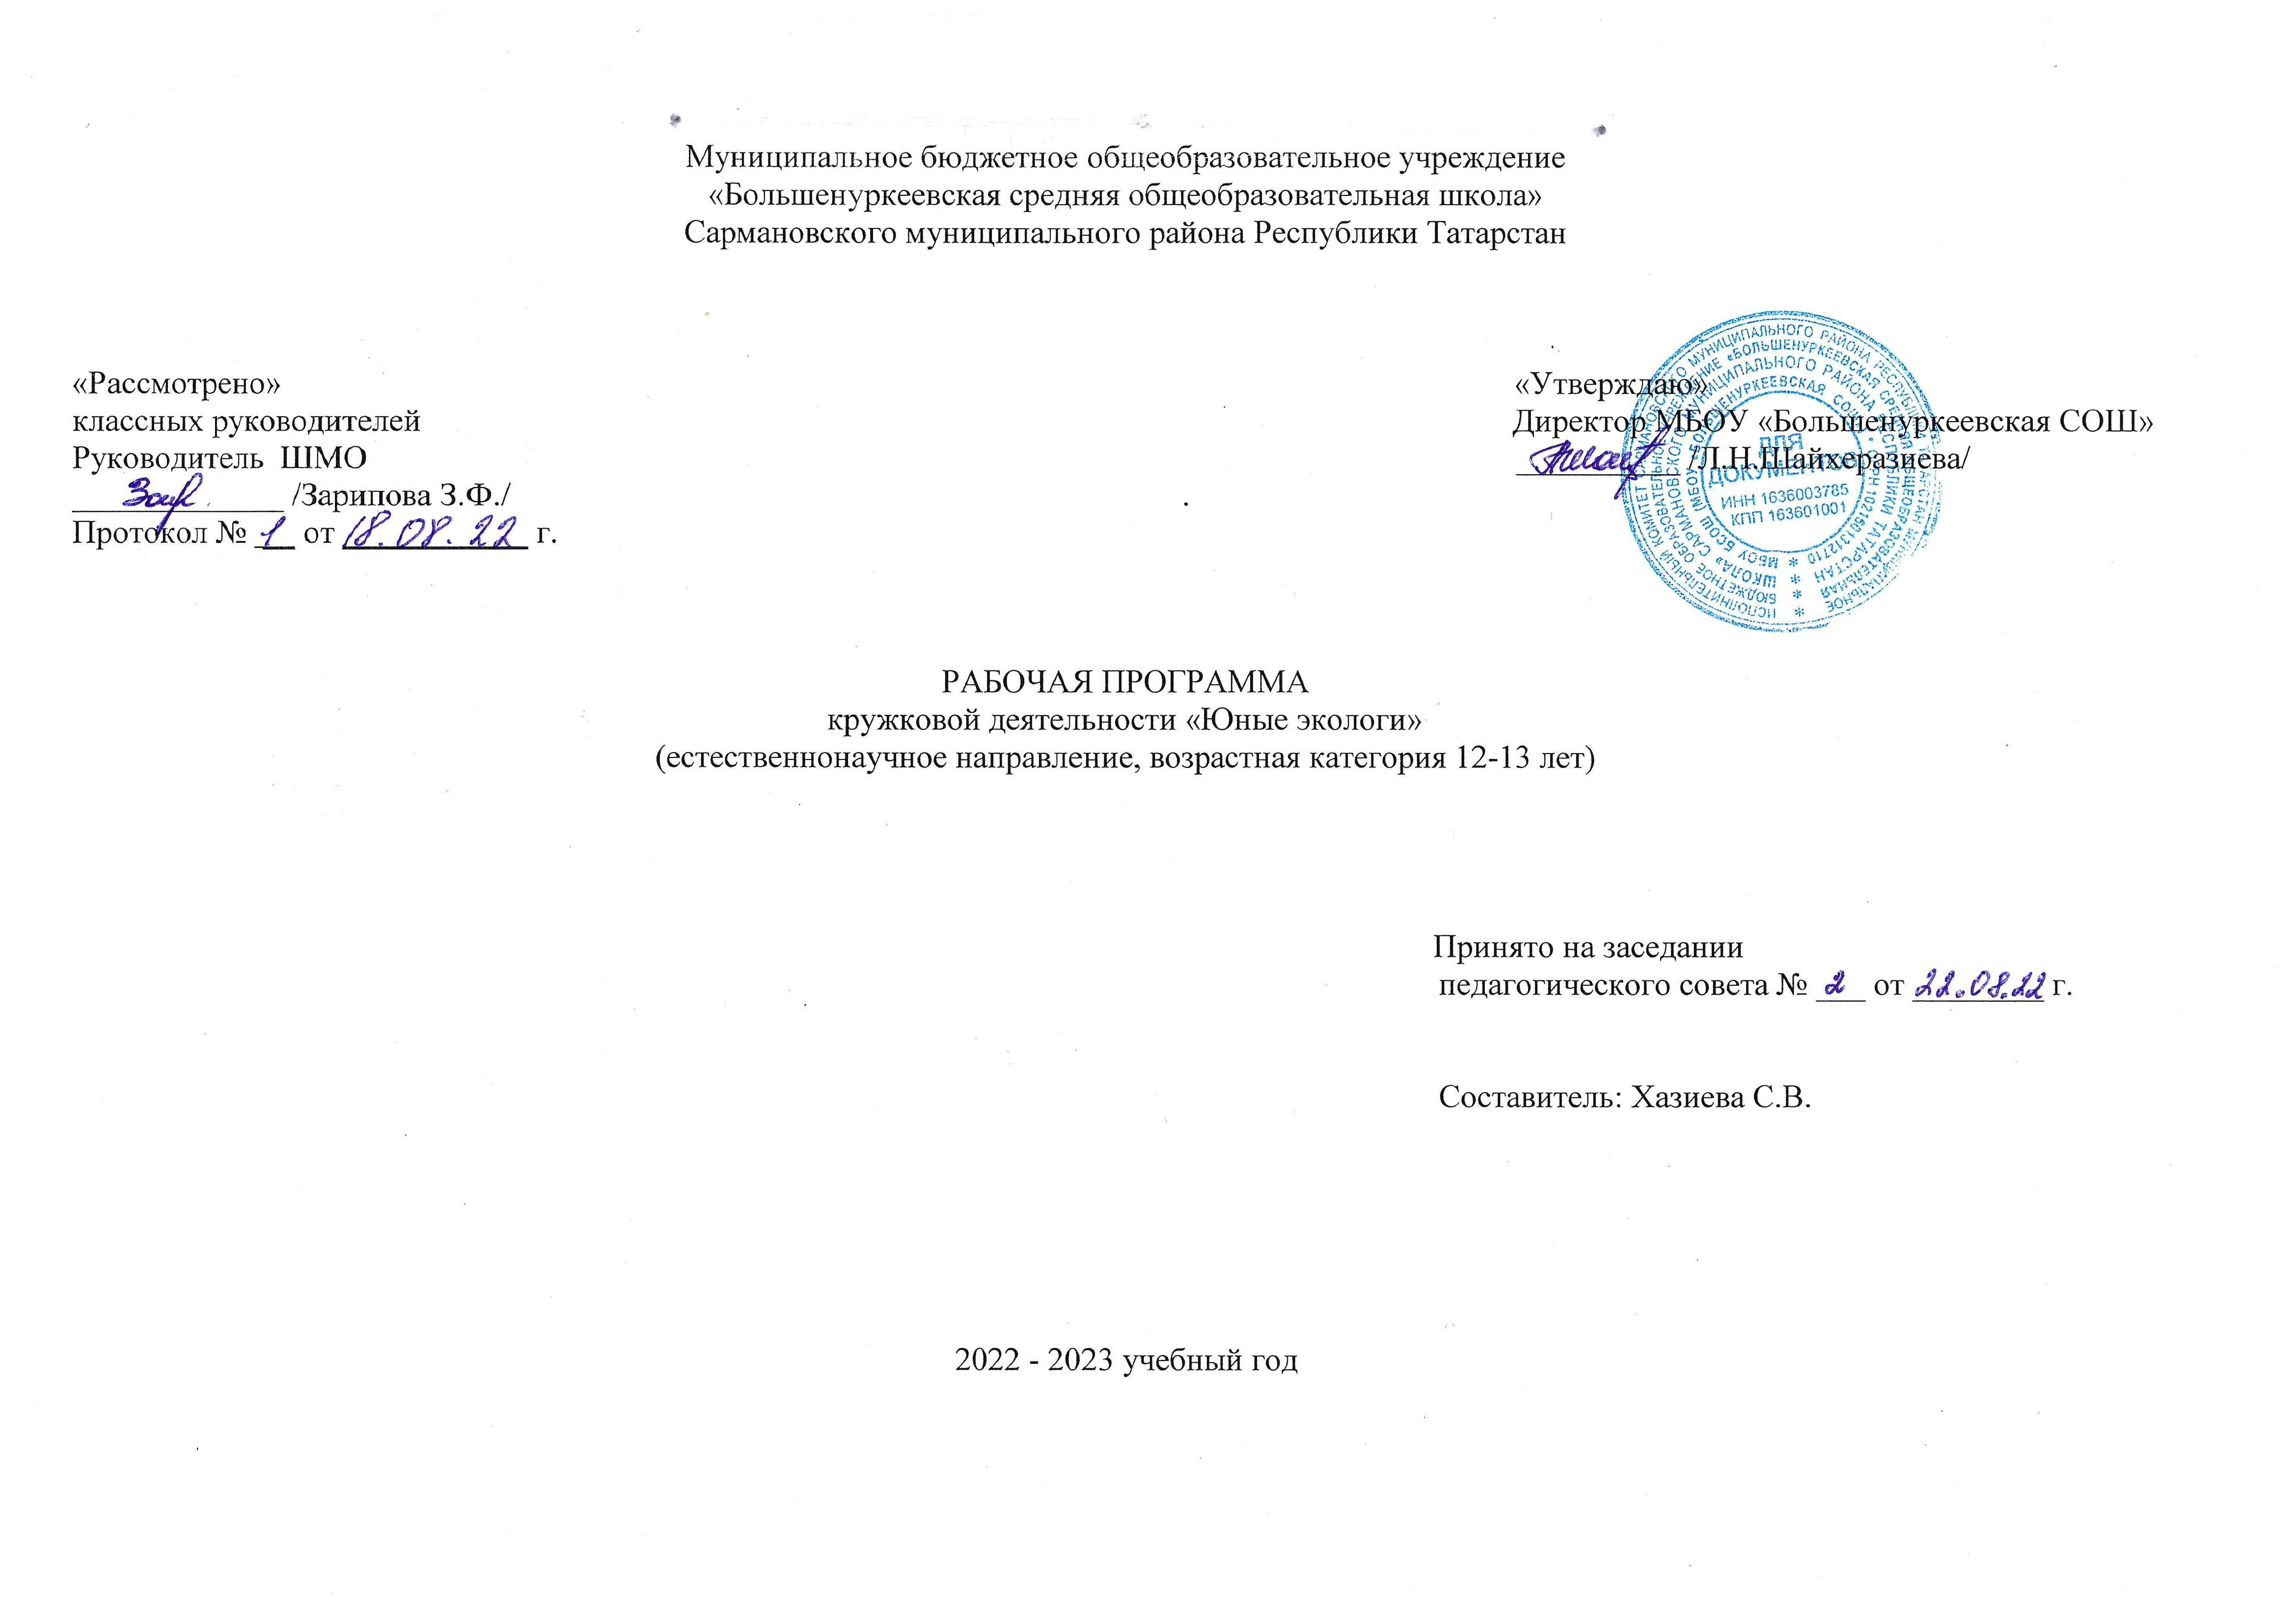 Муниципальное бюджетное общеобразовательное учреждение
«Большенуркеевская средняя общеобразовательная школа»
Сармановского муниципального района Республики Татарстан
«Рассмотрено»
классных руководителей
Руководитель ШМО
Зар /Зарипова З.Ф./
Протокол № 1 от 18.08.22 г.
«Утверждаю»
Директор МБОУ «Большенуркеевская СОШ»
/Л.Н.Шайхеразиева/
ДЛЯ
ДОКУМЕНТОВ
ИНН 1636003785
КПП 163601001
РАБОЧАЯ ПРОГРАММА
кружковой деятельности «Юные экологи»
(естественнонаучное направление, возрастная категория 12-13 лет)
Принято на заседании
педагогического совета № 2 от 22.08.22 г.
Составитель: Хазиева С.В.
2022 - 2023 учебный год